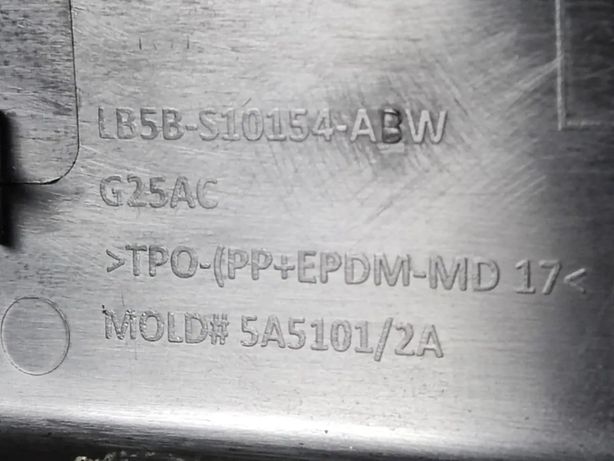 LB5B-S10154-ABW
G25AC
>TPO-(PP+EPDM-MD 17<
MOLD# 5A5101/2A